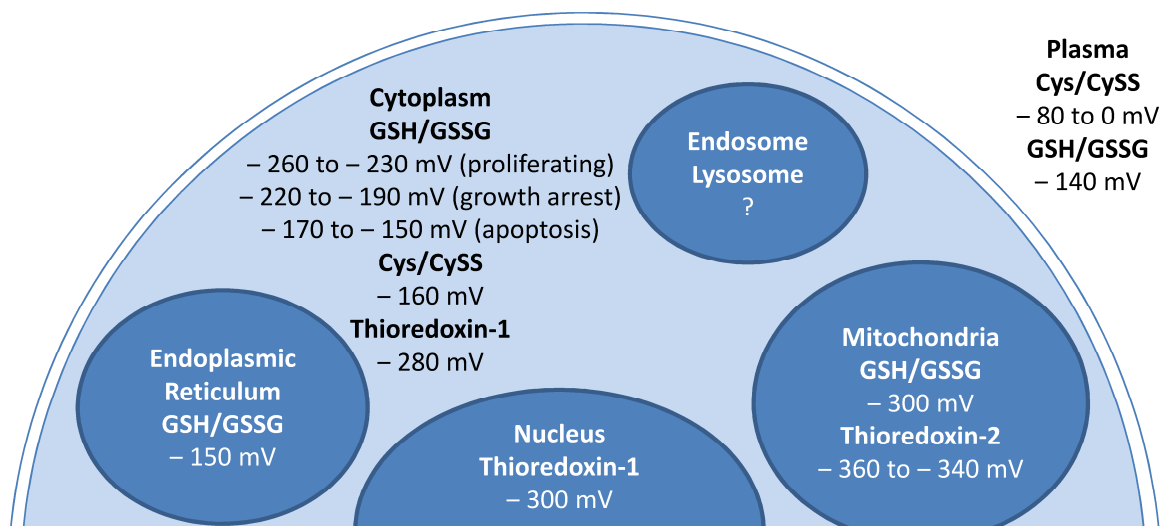 Cytoplasm
GSH/GSSG
– 260 to – 230 mV (proliferating)
– 220 to – 190 mV (growth arrest)
– 170 to – 150 mV (apoptosis)
Cys/CySS
– 160 mV
Thioredoxin-1
– 280 mV
Endosome
Lysosome
?
Plasma
Cys/CySS
– 80 to 0 mV
GSH/GSSG
– 140 mV
Endoplasmic
Reticulum
GSH/GSSG
– 150 mV
Nucleus
Thioredoxin-1
– 300 mV
Mitochondria
GSH/GSSG
– 300 mV
Thioredoxin-2
– 360 to – 340 mV